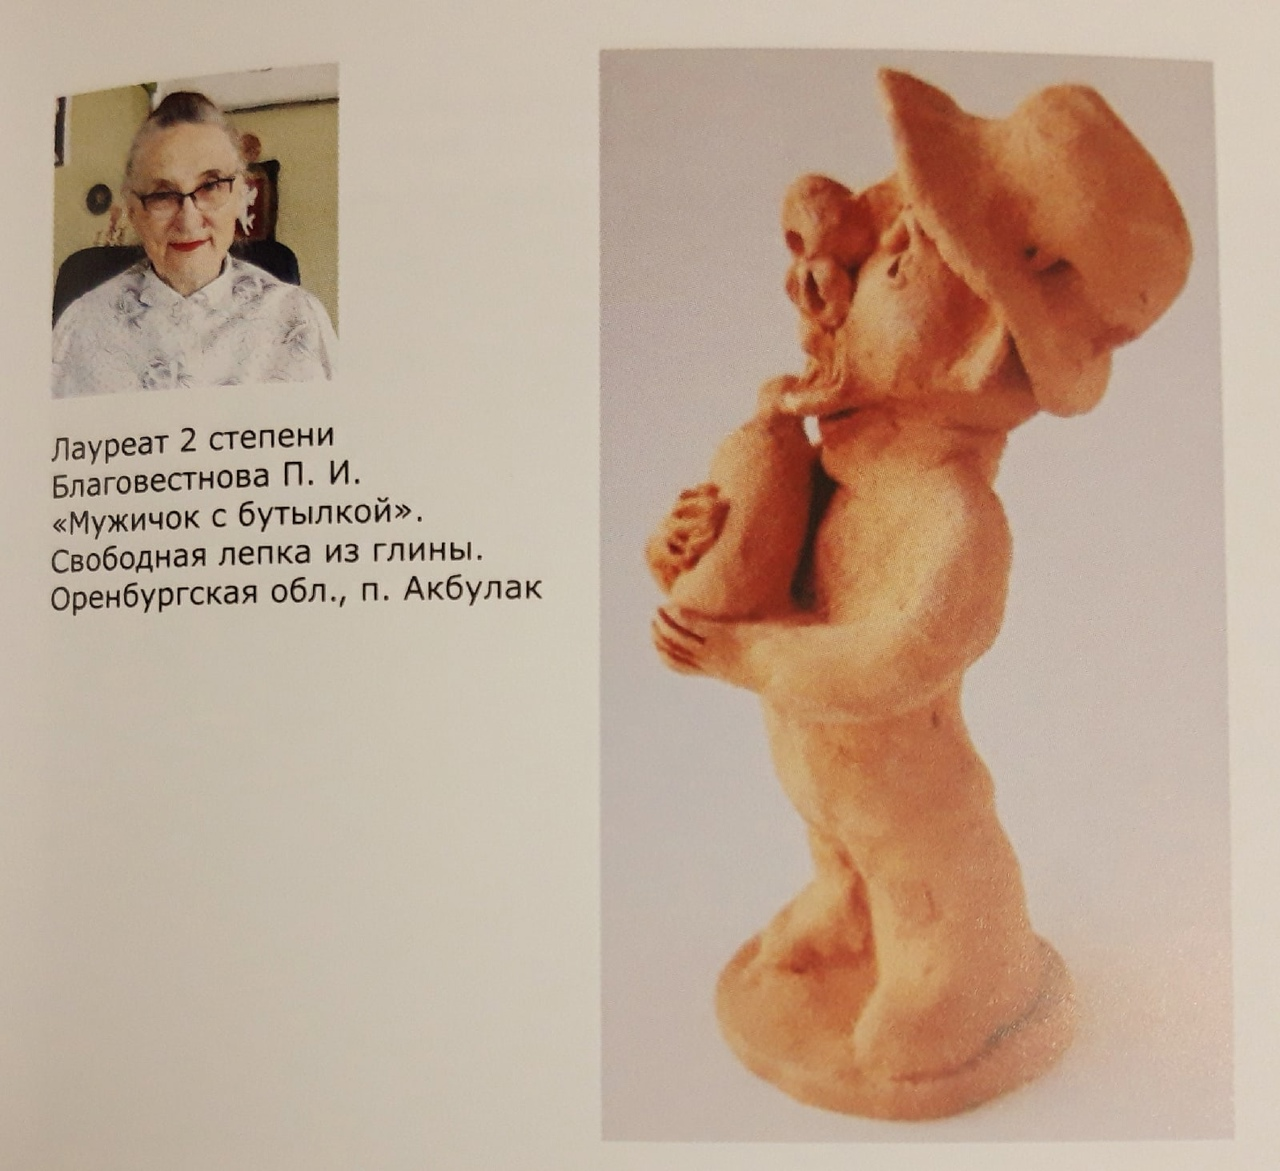 Лауреат 2 степени
Благовестнова П. И.
«Мужичок с бутылкой».
Свободная лепка из глины.
Оренбургская обл., п. Акбулак